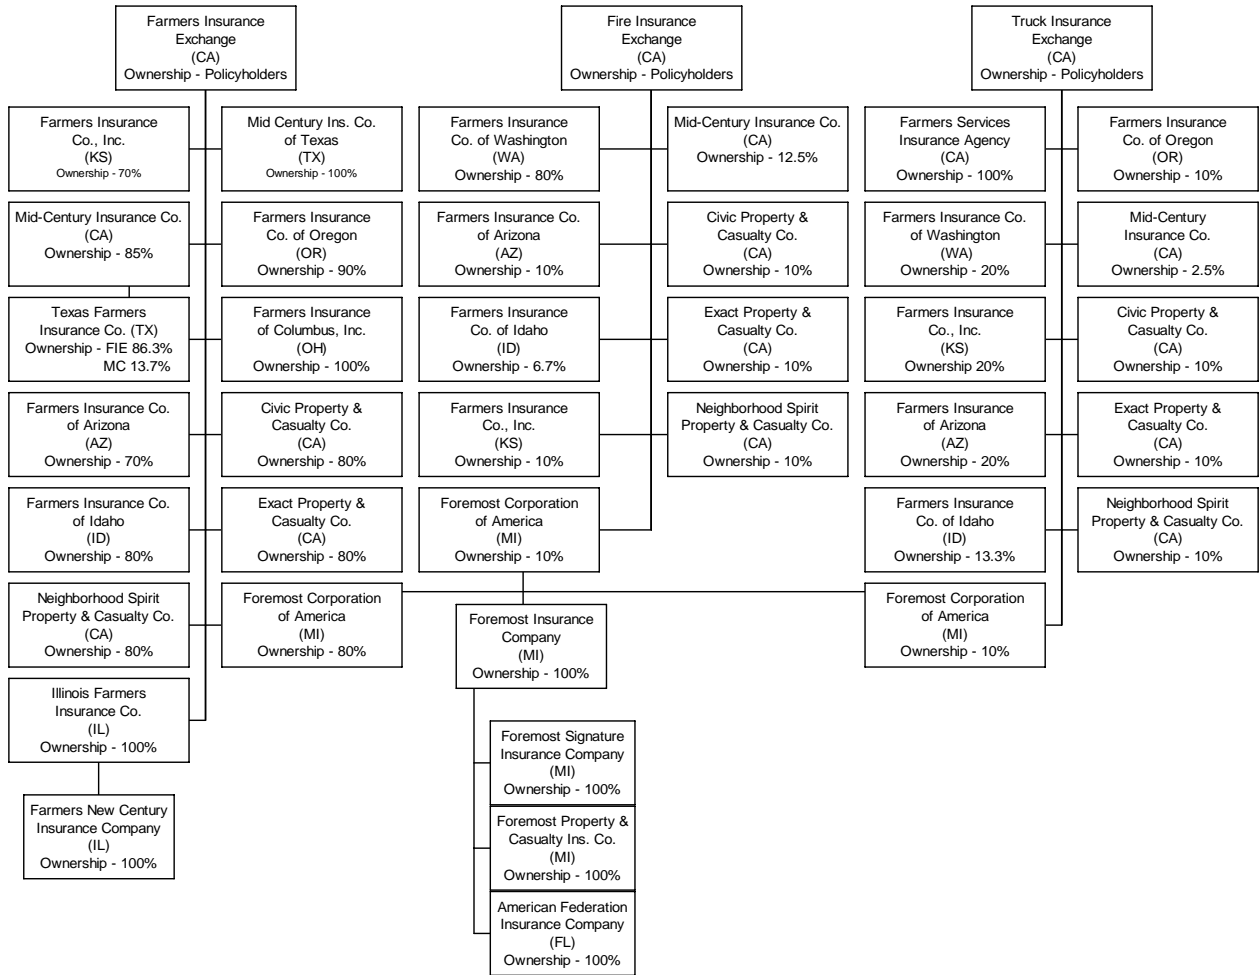 Farmers Insurance
Exchange
(CA)
Ownership - Policyholders
Fire Insurance
Exchange
(CA)
Ownership - Policyholders
Truck Insurance
Exchange
(CA)
Ownership - Policyholders
Farmers Insurance
Co., Inc.
(KS)
Ownership - 70%
Mid Century Ins. Co.
of Texas
(TX)
Ownership - 100%
Farmers Insurance
Co. of Washington
(WA)
Ownership - 80%
Mid-Century Insurance Co.
(CA)
Ownership - 12.5%
Farmers Services
Insurance Agency
(CA)
Ownership - 100%
Farmers Insurance
Co. of Oregon
(OR)
Ownership - 10%
Mid-Century Insurance Co.
(CA)
Ownership - 85%
Farmers Insurance
Co. of Oregon
(OR)
Ownership - 90%
Farmers Insurance Co.
of Arizona
(AZ)
Ownership - 10%
Civic Property &
Casualty Co.
(CA)
Ownership - 10%
Farmers Insurance Co.
of Washington
(WA)
Ownership - 20%
Mid-Century
Insurance Co.
(CA)
Ownership - 2.5%
Texas Farmers
Insurance Co. (TX)
Ownership - FIE 86.3%
MC 13.7%
Farmers Insurance
of Columbus, Inc.
(OH)
Ownership - 100%
Farmers Insurance
Co. of Idaho
(ID)
Ownership - 6.7%
Exact Property &
Casualty Co.
(CA)
Ownership - 10%
Farmers Insurance
Co., Inc.
(KS)
Ownership 20%
Civic Property &
Casualty Co.
(CA)
Ownership - 10%
Farmers Insurance Co.
of Arizona
(AZ)
Ownership - 70%
Civic Property &
Casualty Co.
(CA)
Ownership - 80%
Farmers Insurance
Co., Inc.
(KS)
Ownership - 10%
Neighborhood Spirit
Property & Casualty Co.
(CA)
Ownership - 10%
Farmers Insurance
of Arizona
(AZ)
Ownership - 20%
Exact Property &
Casualty Co.
(CA)
Ownership - 10%
Farmers Insurance Co.
of Idaho
(ID)
Ownership - 80%
Exact Property &
Casualty Co.
(CA)
Ownership - 80%
Foremost Corporation
of America
(MI)
Ownership - 10%
Farmers Insurance
Co. of Idaho
(ID)
Ownership - 13.3%
Neighborhood Spirit
Property & Casualty Co.
(CA)
Ownership - 10%
Neighborhood Spirit
Property & Casualty Co.
(CA)
Ownership - 80%
Foremost Corporation
of America
(MI)
Ownership - 80%
Foremost Insurance
Company
(MI)
Ownership - 100%
Foremost Corporation
of America
(MI)
Ownership - 10%
Illinois Farmers
Insurance Co.
(IL)
Ownership - 100%
Foremost Signature
Insurance Company
(MI)
Ownership - 100%
Farmers New Century
Insurance Company
(IL)
Ownership - 100%
Foremost Property &
Casualty Ins. Co.
(MI)
Ownership - 100%
American Federation
Insurance Company
(FL)
Ownership - 100%